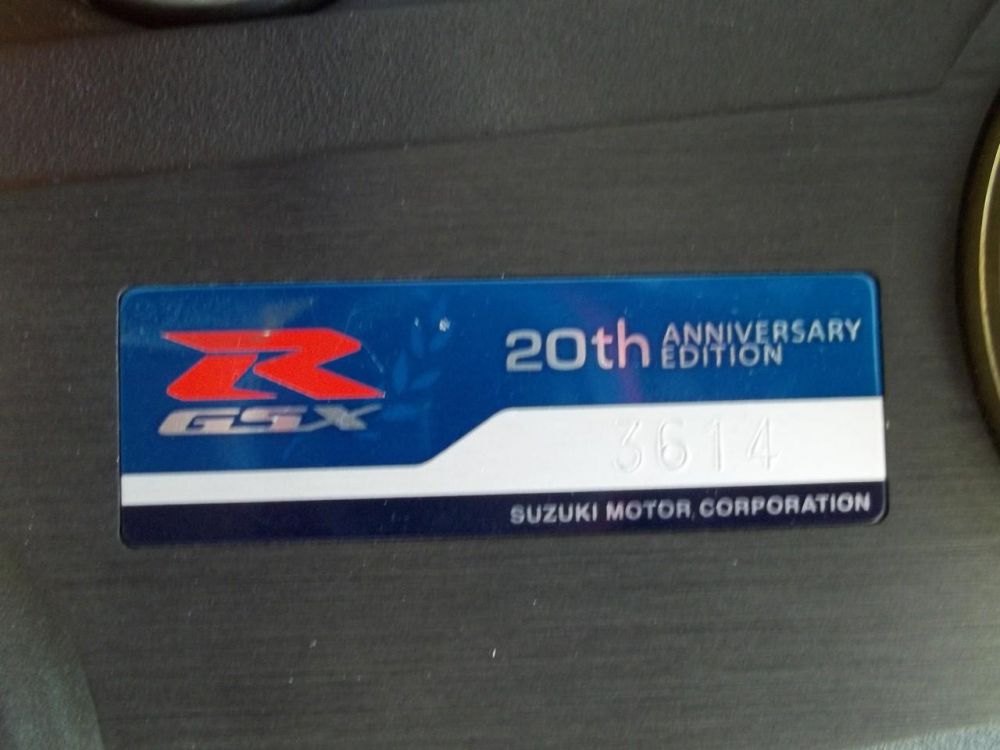 R
GSX
20th ANNIVERSARY
EDITION
3614
SUZUKI MOTOR CORPORATION